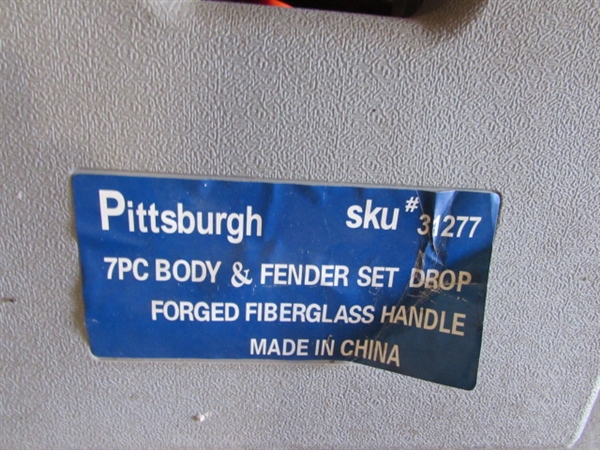 Pittsburgh sku # 31277
7PC BODY & FENDER SET DROP
FORGED FIBERGLASS HANDLE
MADE IN CHINA